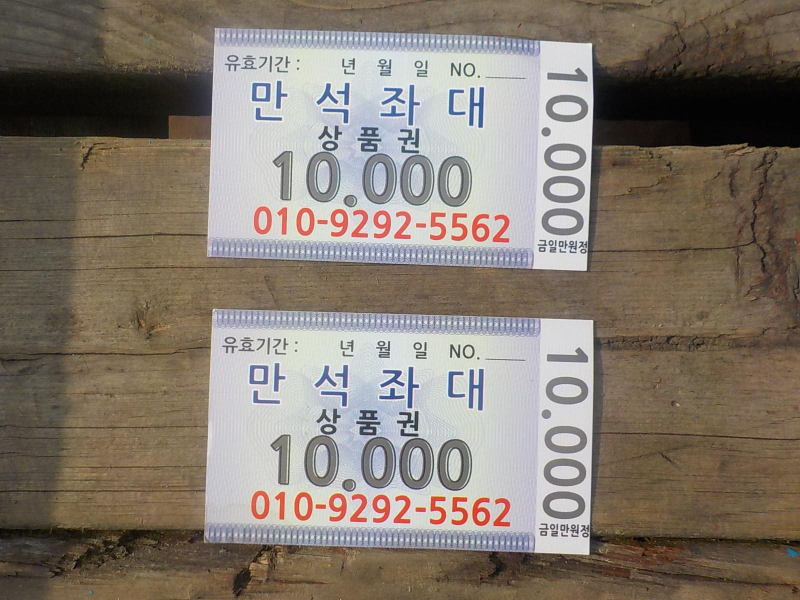 유효기간 : 년 월 일 NO.
만 석 좌 대
상 품 권
10.000
010-9292-5562
10.000
금일만원정
유효기간 : 년 월 일 NO.
만 석 좌 대
상 품 권
10.000
010-9292-5562
10.000
금일만원정